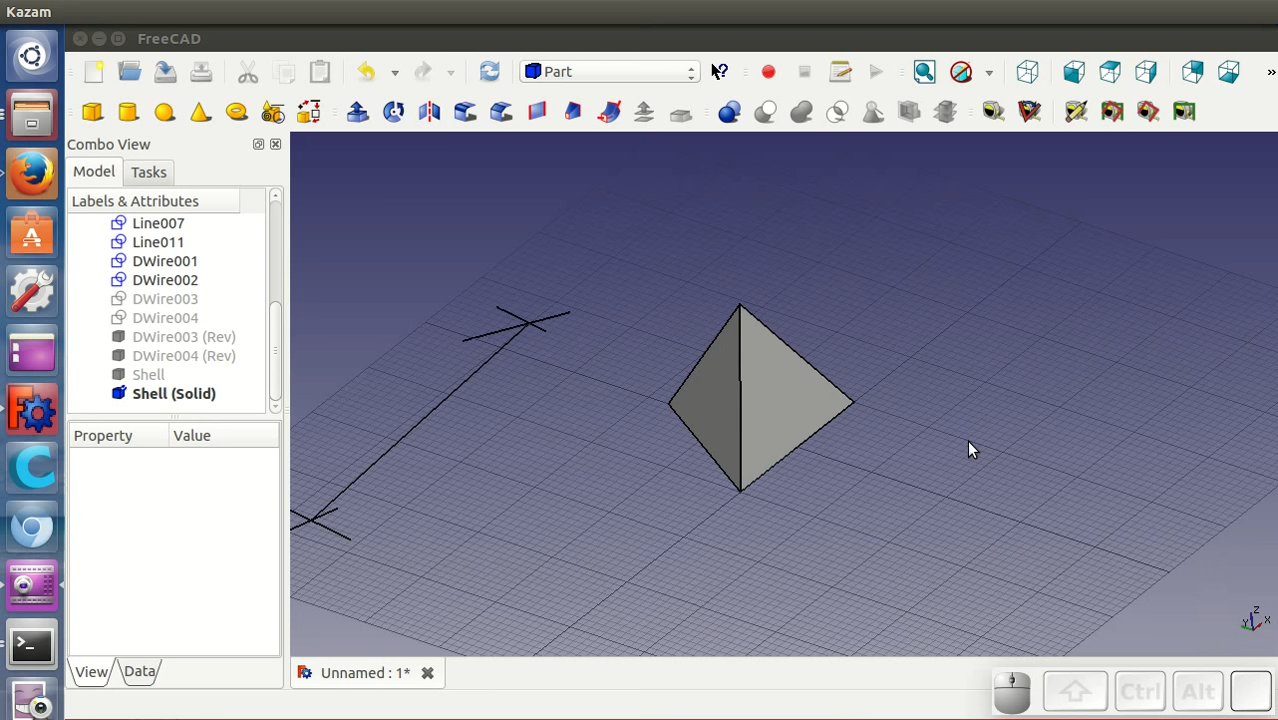 Kazam
FreeCAD
Part
Combo View
Model
Tasks
Labels & Attributes
Line007
Line011
DWire001
DWire002
DWire003
DWire004
DWire003 (Rev)
DWire004 (Rev)
Shell
Shell (Solid)
Property Value
View Data
Unnamed : 1*
Z
Y X
Ctrl Alt